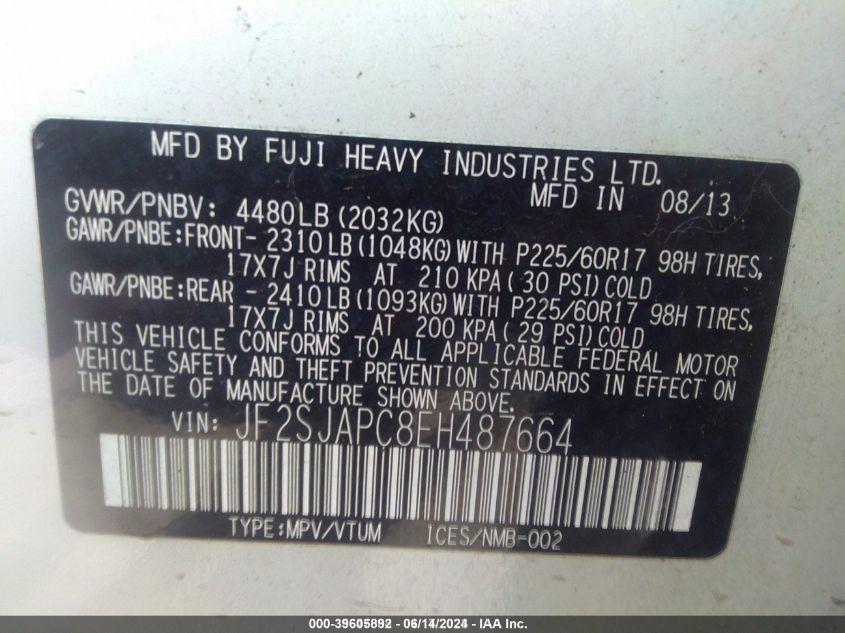 MFD BY FUJI HEAVY INDUSTRIES LTD.
MFD IN 08/13
GVWR/PNBV: 4480LB (2032KG)
GAWR/PNBE:FRONT- 2310LB (1048KG) WITH P225/60R17 98H TIRES,
17X7J RIMS AT 210 KPA ( 30 PSI) COLD
GAWR/PNBE:REAR - 2410LB (1093KG) WITH P225/60R17 98H TIRES,
17X7J RIMS AT 200 KPA ( 29 PSI) COLD
THIS VEHICLE CONFORMS TO ALL APPLICABLE FEDERAL MOTOR
VEHICLE SAFETY AND THEFT PREVENTION STANDARDS IN EFFECT ON
THE DATE OF MANUFACTURE SHOWN ABOVE.
VIN: JF2SJAPC8EH487664
TYPE:MPV/VTUM ICES/NMB-002
000-39605892 - 06/14/2024 - IAA Inc.